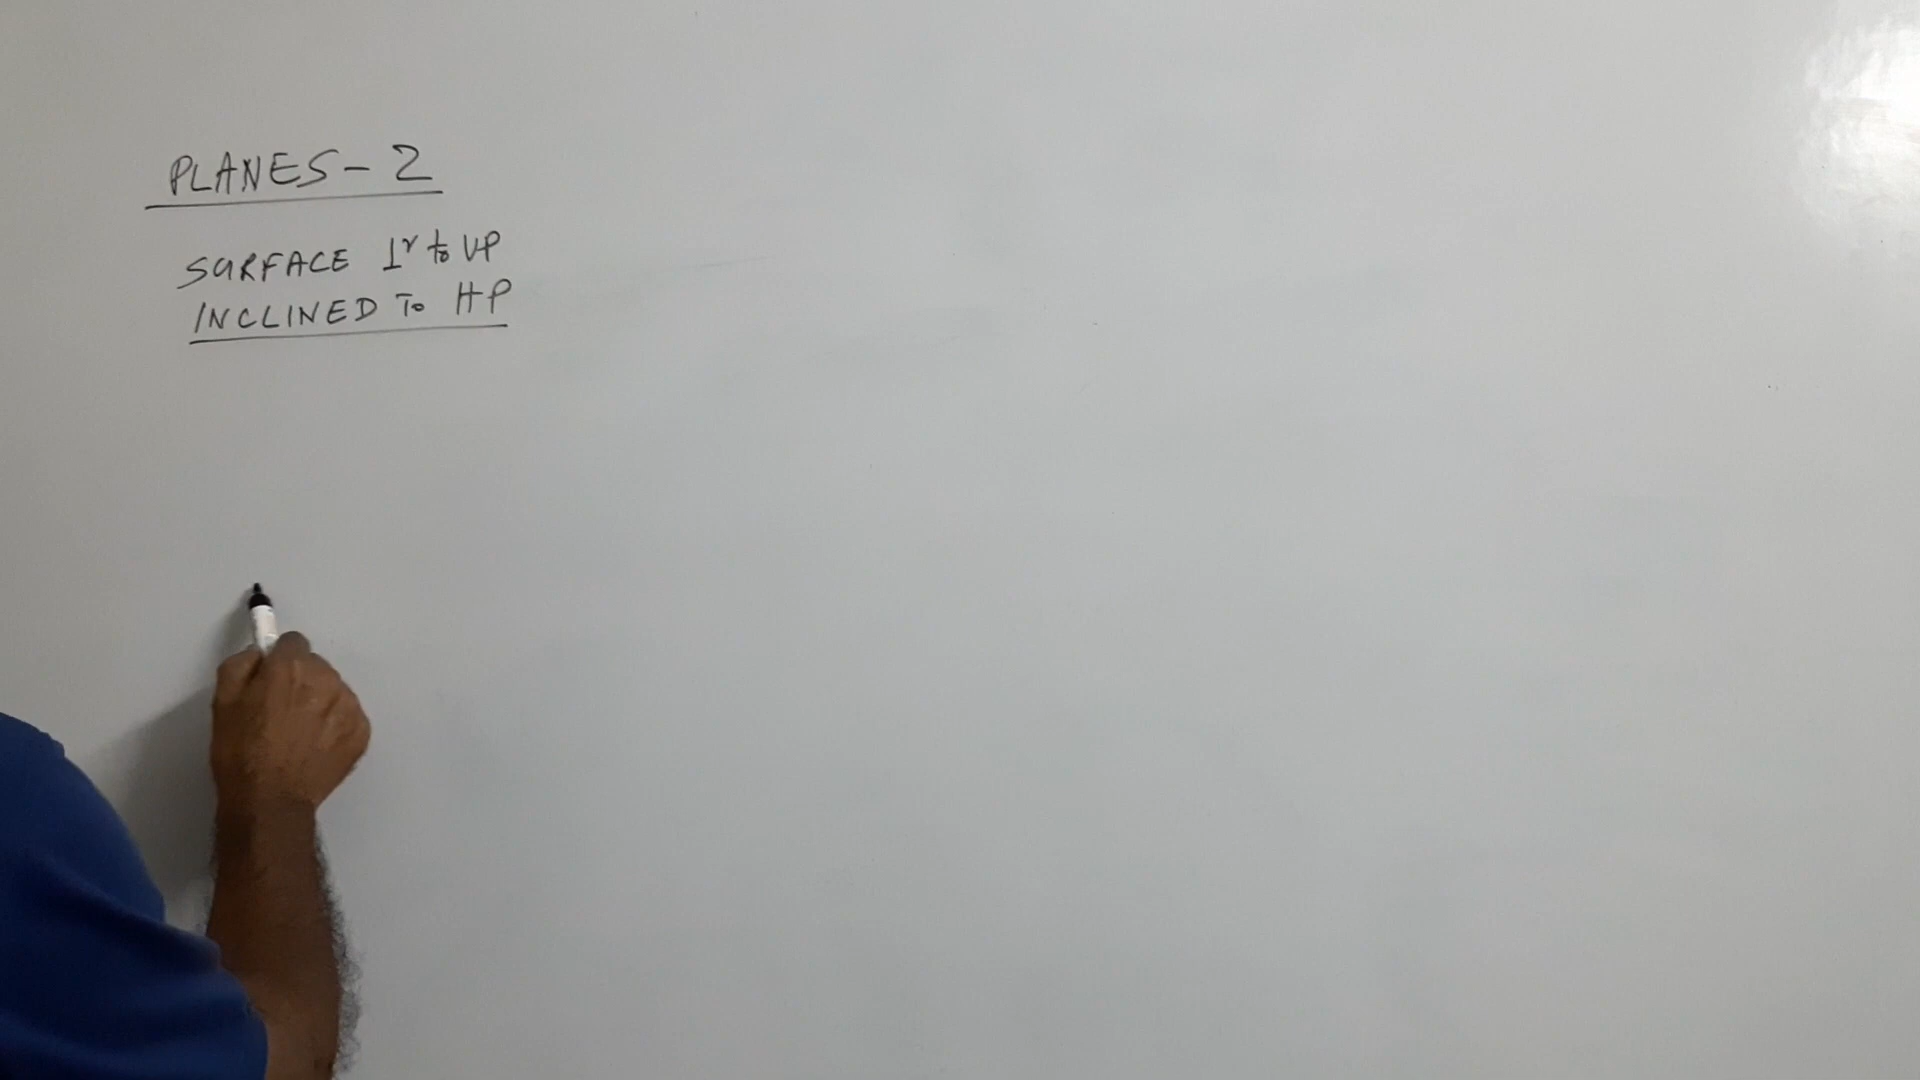 PLANES - 2
SURFACE ⊥r to VP
INCLINED To HP